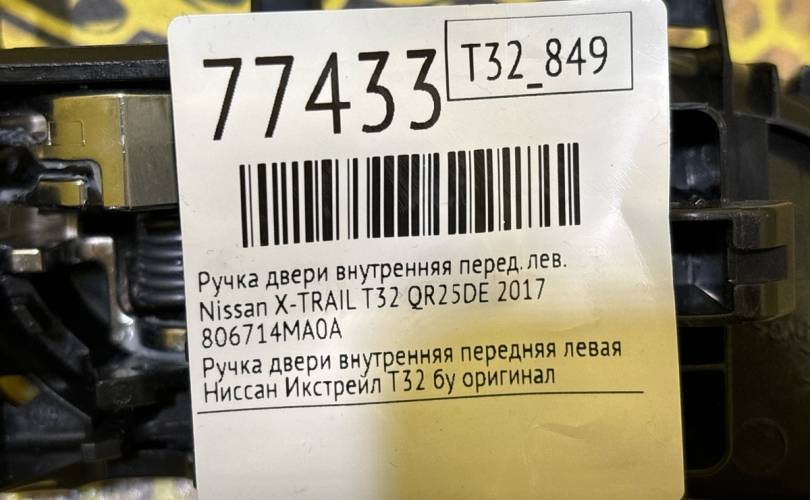 77433
T32_849
Ручка двери внутренняя перед. лев.
Nissan X-TRAIL T32 QR25DE 2017
806714MA0A
Ручка двери внутренняя передняя левая
Ниссан Икстрейл Т32 бу оригинал